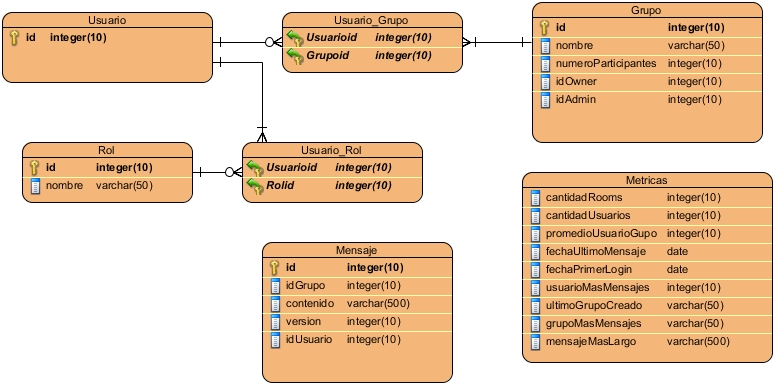 Usuario
id integer(10)
Usuario_Grupo
Usuarioid integer(10)
Grupoid integer(10)
Grupo
id integer(10)
nombre varchar(50)
numeroParticipantes integer(10)
idOwner integer(10)
idAdmin integer(10)
Rol
id integer(10)
nombre varchar(50)
Usuario_Rol
Usuarioid integer(10)
Rolid integer(10)
Metricas
cantidadRooms integer(10)
cantidadUsuarios integer(10)
promedioUsuarioGupo integer(10)
fechaUltimoMensaje date
fechaPrimerLogin date
usuarioMasMensajes integer(10)
ultimoGrupoCreado varchar(50)
grupoMasMensajes varchar(50)
mensajeMasLargo varchar(500)
Mensaje
id integer(10)
idGrupo integer(10)
contenido varchar(500)
version integer(10)
idUsuario integer(10)